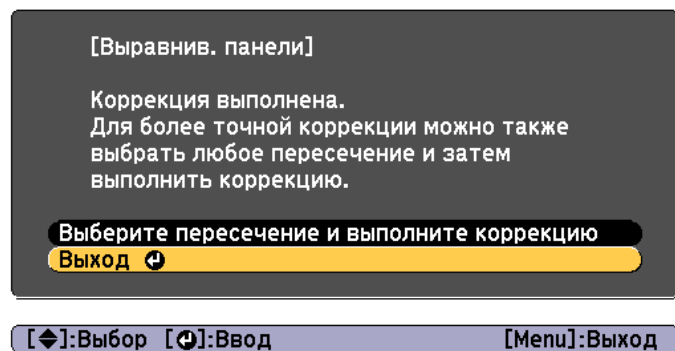 [Выравнив. панели]
Коррекция выполнена.
Для более точной коррекции можно также
выбрать любое пересечение и затем
выполнить коррекцию.
Выберите пересечение и выполните коррекцию
Выход ⏎
[◆]:Выбор [⏎]:Ввод [Menu]:Выход